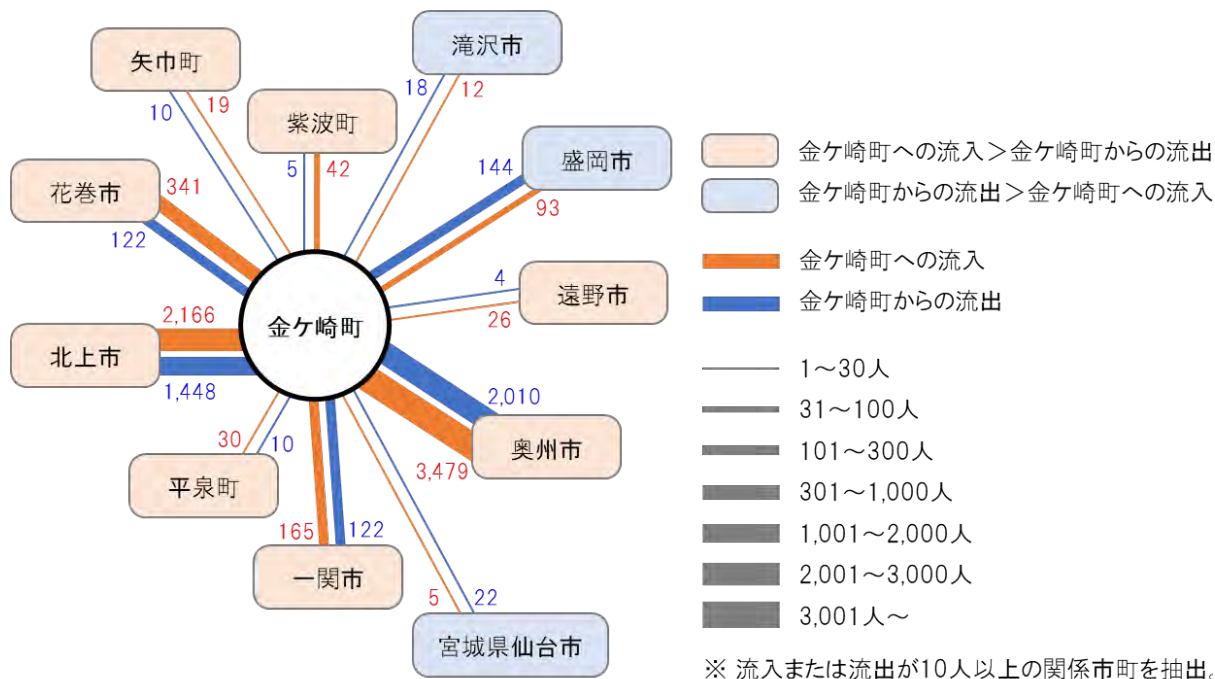 矢巾町
10
19
紫波町
5
42
滝沢市
18
12
盛岡市
144
93
花巻市
341
122
遠野市
4
26
金ケ崎町
北上市
2,166
1,448
奥州市
2,010
3,479
平泉町
30
10
一関市
165
122
宮城県仙台市
5
22
金ケ崎町への流入＞金ケ崎町からの流出
金ケ崎町からの流出＞金ケ崎町への流入
金ケ崎町への流入
金ケ崎町からの流出
1～30人
31～100人
101～300人
301～1,000人
1,001～2,000人
2,001～3,000人
3,001人～
※ 流入または流出が10人以上の関係市町を抽出。